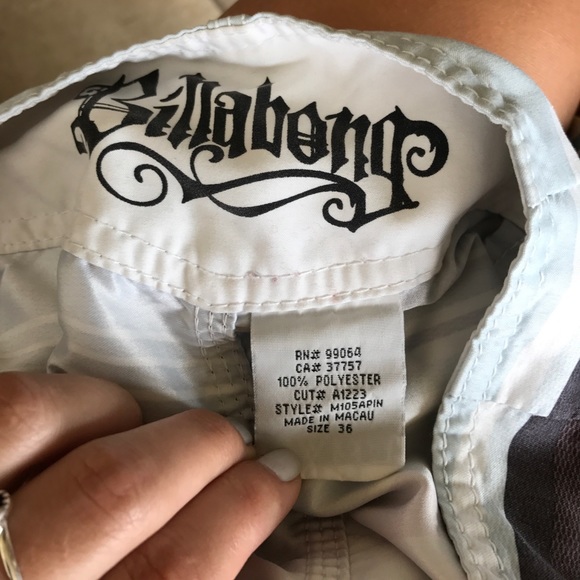 Billabong
RN# 99064
CA# 37757
100% POLYESTER
CUT# A1223
STYLE# M105APIN
MADE IN MACAU
SIZE 36